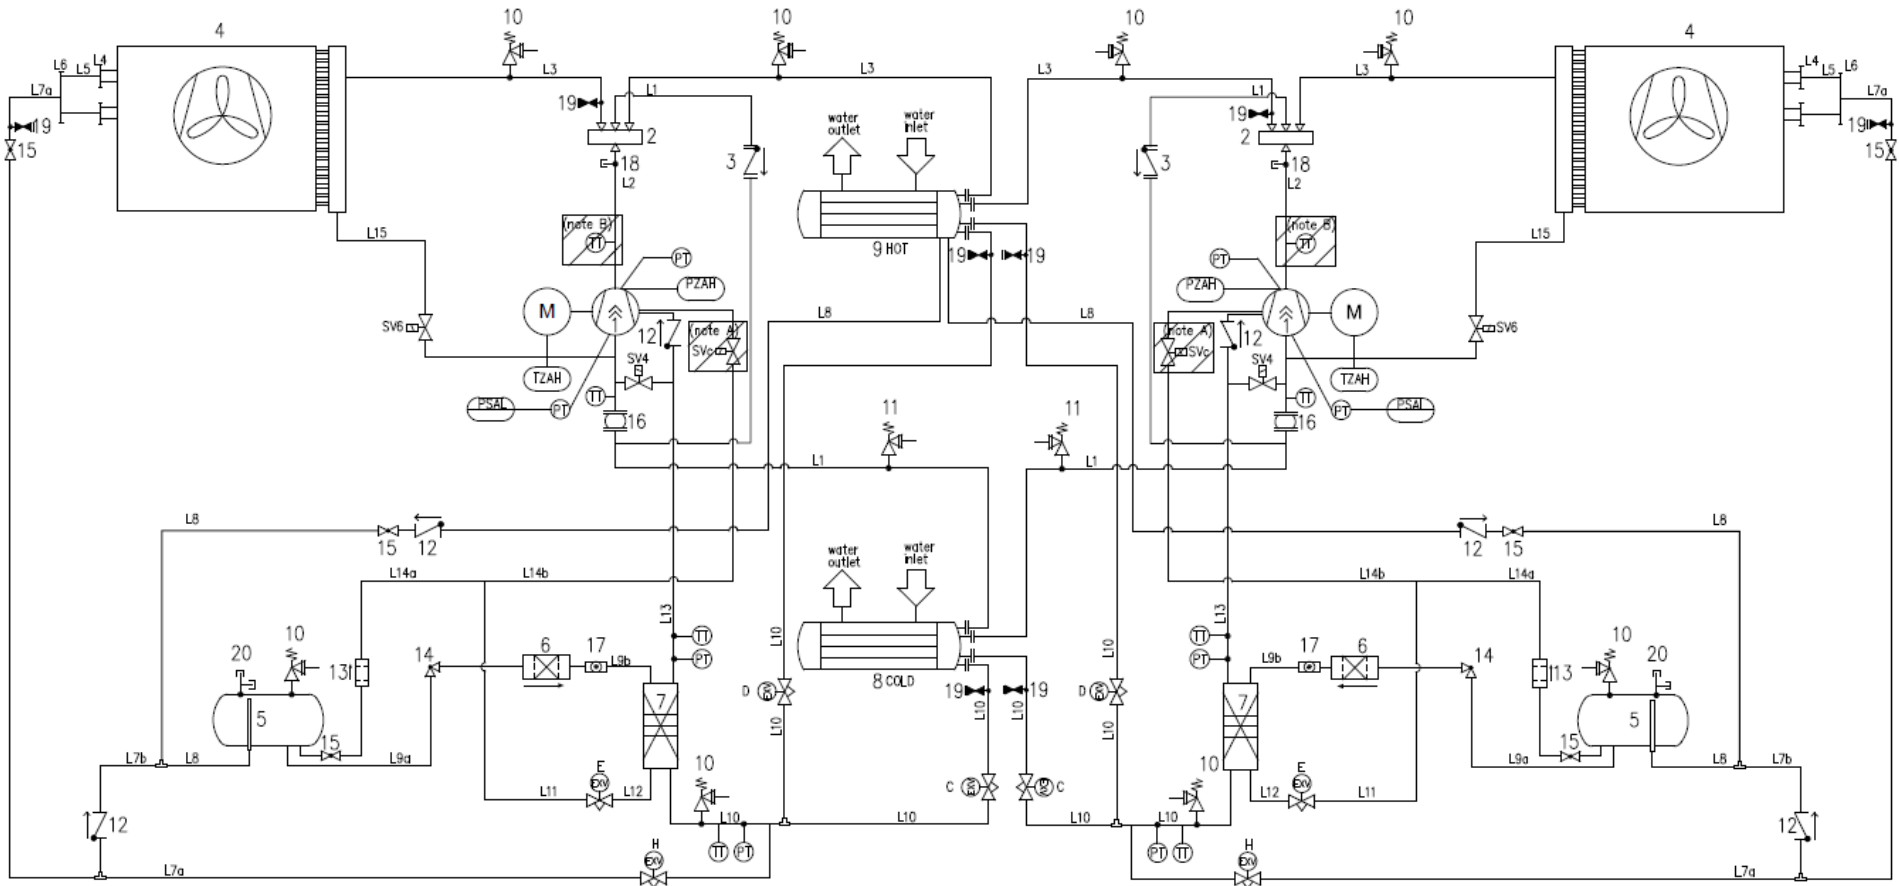 10
10
10
10
4
4
L6
L5
L4
L3
L3
L3
L3
L4
L5
L6
L7a
L7a
19
L1
L1
19
19
19
15
15
2
2
water
outlet
water
inlet
3
18
18
3
L2
L2
(note B)
TT
(note B)
TT
L15
L15
9 HOT
19
19
PT
PT
PZAH
PZAH
M
M
SV6
SV6
12
12
(note A)
SVc
(note A)
SVc
L8
L8
SV4
SV4
TZAH
TZAH
TT
TT
PSAL
PT
PT
PSAL
16
16
11
11
L1
L1
L8
L8
15
12
12
15
L14a
L14b
L14b
L14a
water
outlet
water
inlet
L13
L13
TT
TT
PT
PT
L10
L10
20
10
13
14
6
17
L9b
L9b
17
6
14
13
10
20
8 COLD
D
EXV
D
EXV
19
19
L10
L10
L10
L10
5
7
7
5
15
15
L7b
L8
L9a
L9a
L8
L7b
10
10
E
EXV
E
EXV
C
EXV
EXV
C
L11
L12
L12
L11
12
12
L10
L10
L10
L10
TT
PT
PT
TT
H
EXV
H
EXV
L7a
L7a